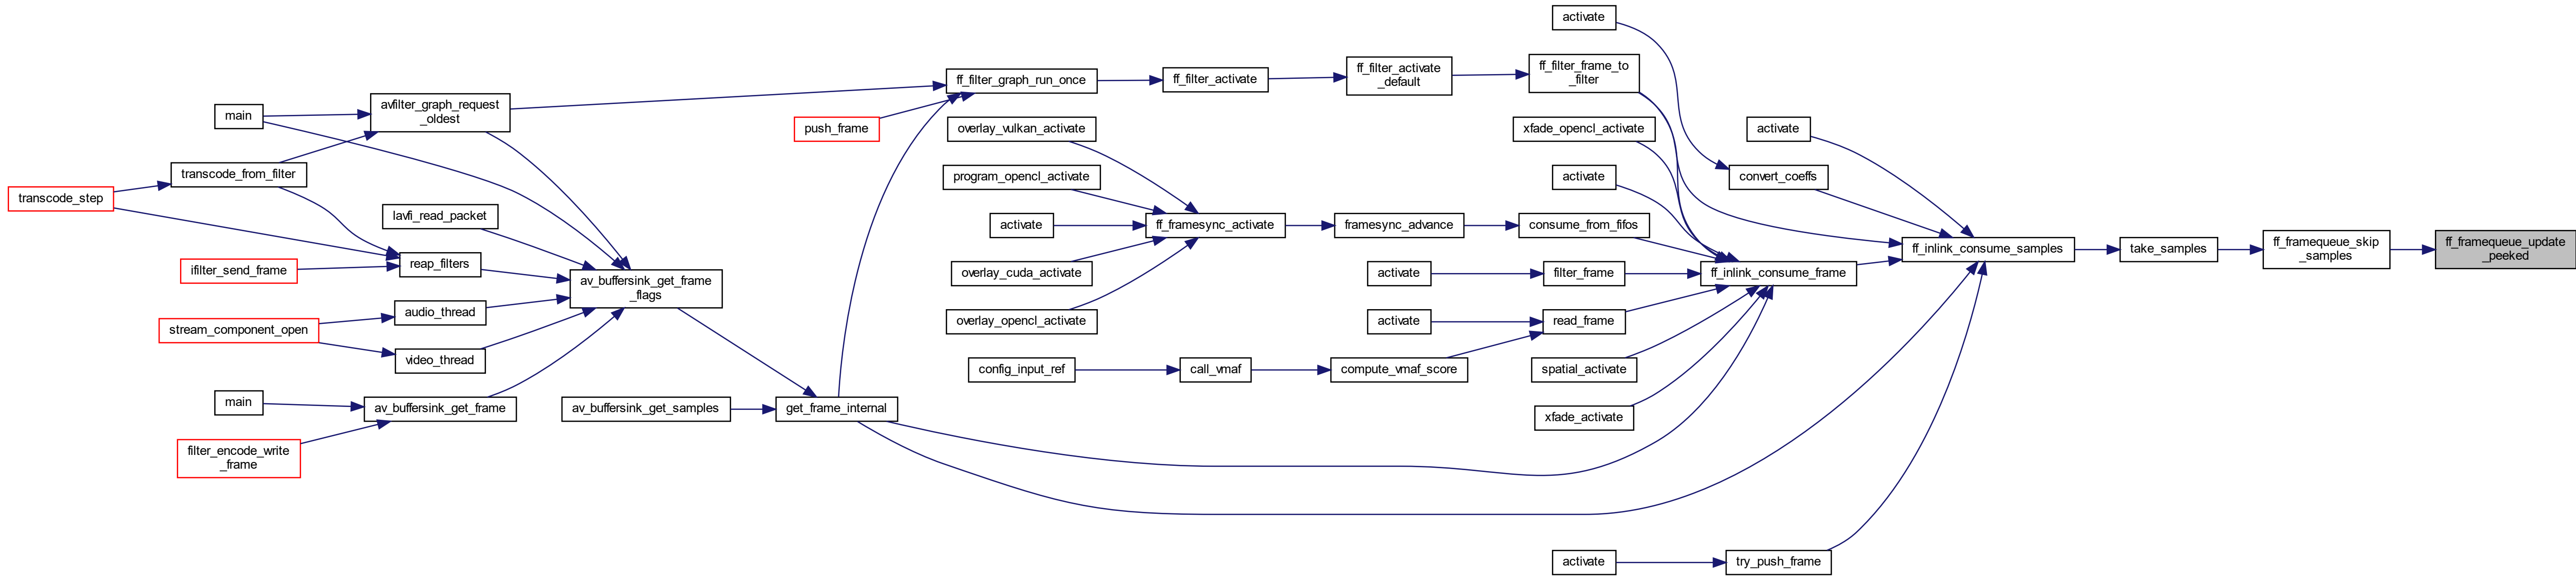 activate
ff_filter_frame_to
_filter
ff_filter_activate
_default
ff_filter_activate
ff_filter_graph_run_once
avfilter_graph_request
_oldest
main
push_frame
overlay_vulkan_activate
xfade_opencl_activate
activate
transcode_from_filter
program_opencl_activate
activate
convert_coeffs
transcode_step
lavfi_read_packet
activate
ff_framesync_activate
framesync_advance
consume_from_fifos
ff_inlink_consume_samples
take_samples
ff_framequeue_skip
_samples
ff_framequeue_update
_peeked
ifilter_send_frame
reap_filters
overlay_cuda_activate
activate
filter_frame
ff_inlink_consume_frame
av_buffersink_get_frame
_flags
audio_thread
overlay_opencl_activate
activate
read_frame
stream_component_open
video_thread
config_input_ref
call_vmaf
compute_vmaf_score
spatial_activate
main
av_buffersink_get_frame
av_buffersink_get_samples
get_frame_internal
xfade_activate
filter_encode_write
_frame
activate
try_push_frame